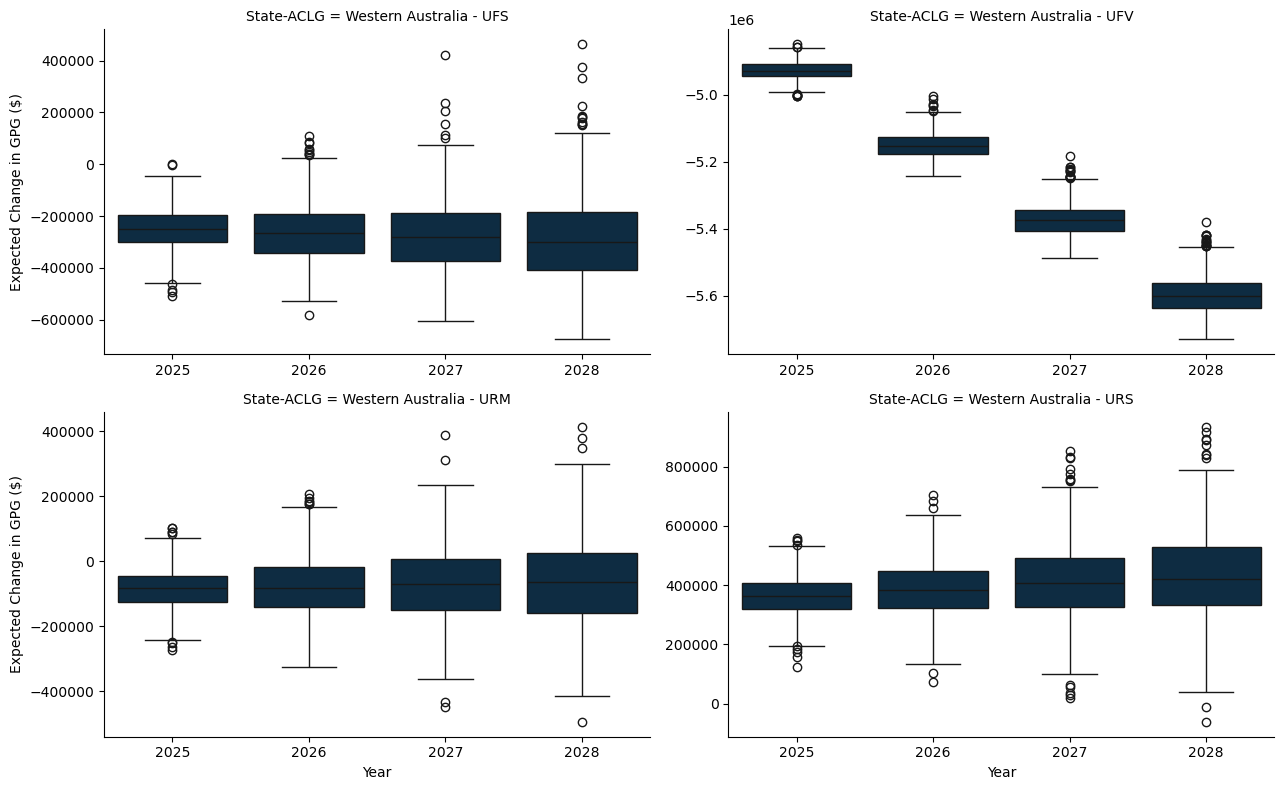 State-ACLG = Western Australia - UFS
Expected Change in GPG ($)
400000
200000
0
−200000
−400000
−600000
2025 2026 2027 2028
State-ACLG = Western Australia - UFV
1e6
−5.0
−5.2
−5.4
−5.6
2025 2026 2027 2028
State-ACLG = Western Australia - URM
Expected Change in GPG ($)
400000
200000
0
−200000
−400000
2025 2026 2027 2028
Year
State-ACLG = Western Australia - URS
800000
600000
400000
200000
0
2025 2026 2027 2028
Year